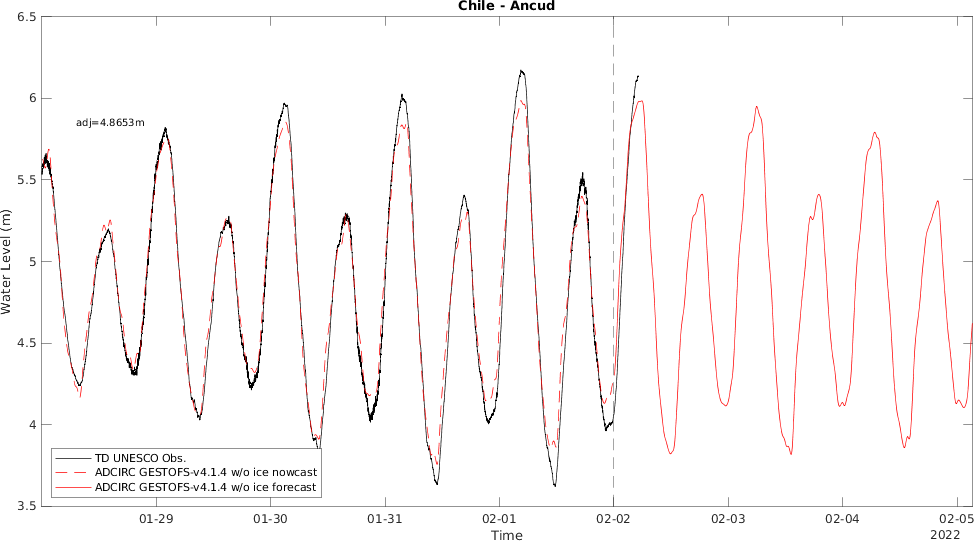 Chile - Ancud
6.5
6
5.5
5
4.5
4
3.5
Water Level (m)
adj=4.8653m
TD UNESCO Obs.
ADCIRC GESTOFS-v4.1.4 w/o ice nowcast
ADCIRC GESTOFS-v4.1.4 w/o ice forecast
01-29
01-30
01-31
02-01
02-02
02-03
02-04
02-05
Time
2022